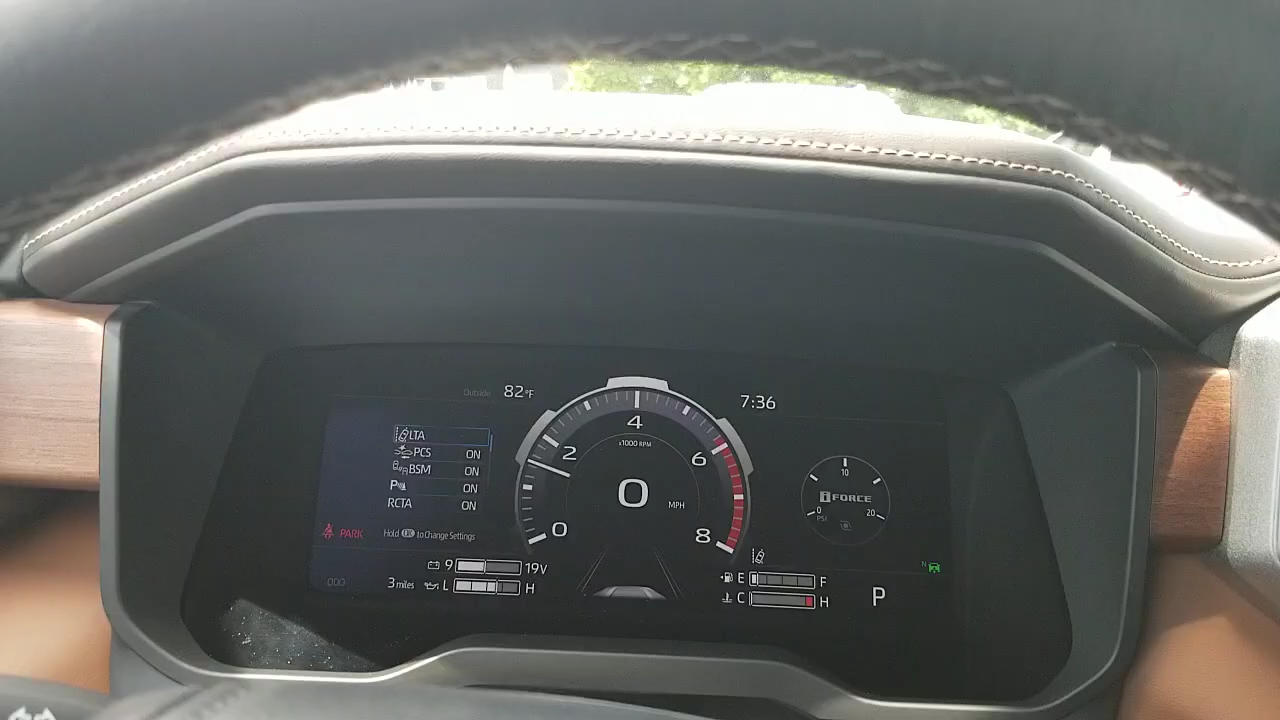 Outside 82°F
7:36
LTA
PCS ON
BSM ON
P
RCTA ON
Hold OK to Change Settings
PARK
000
3 miles
9 19V
L H
0 2 4 6 8
x1000 RPM
0 MPH
10
iFORCE
0 20
PSI
E F
C H
P
N